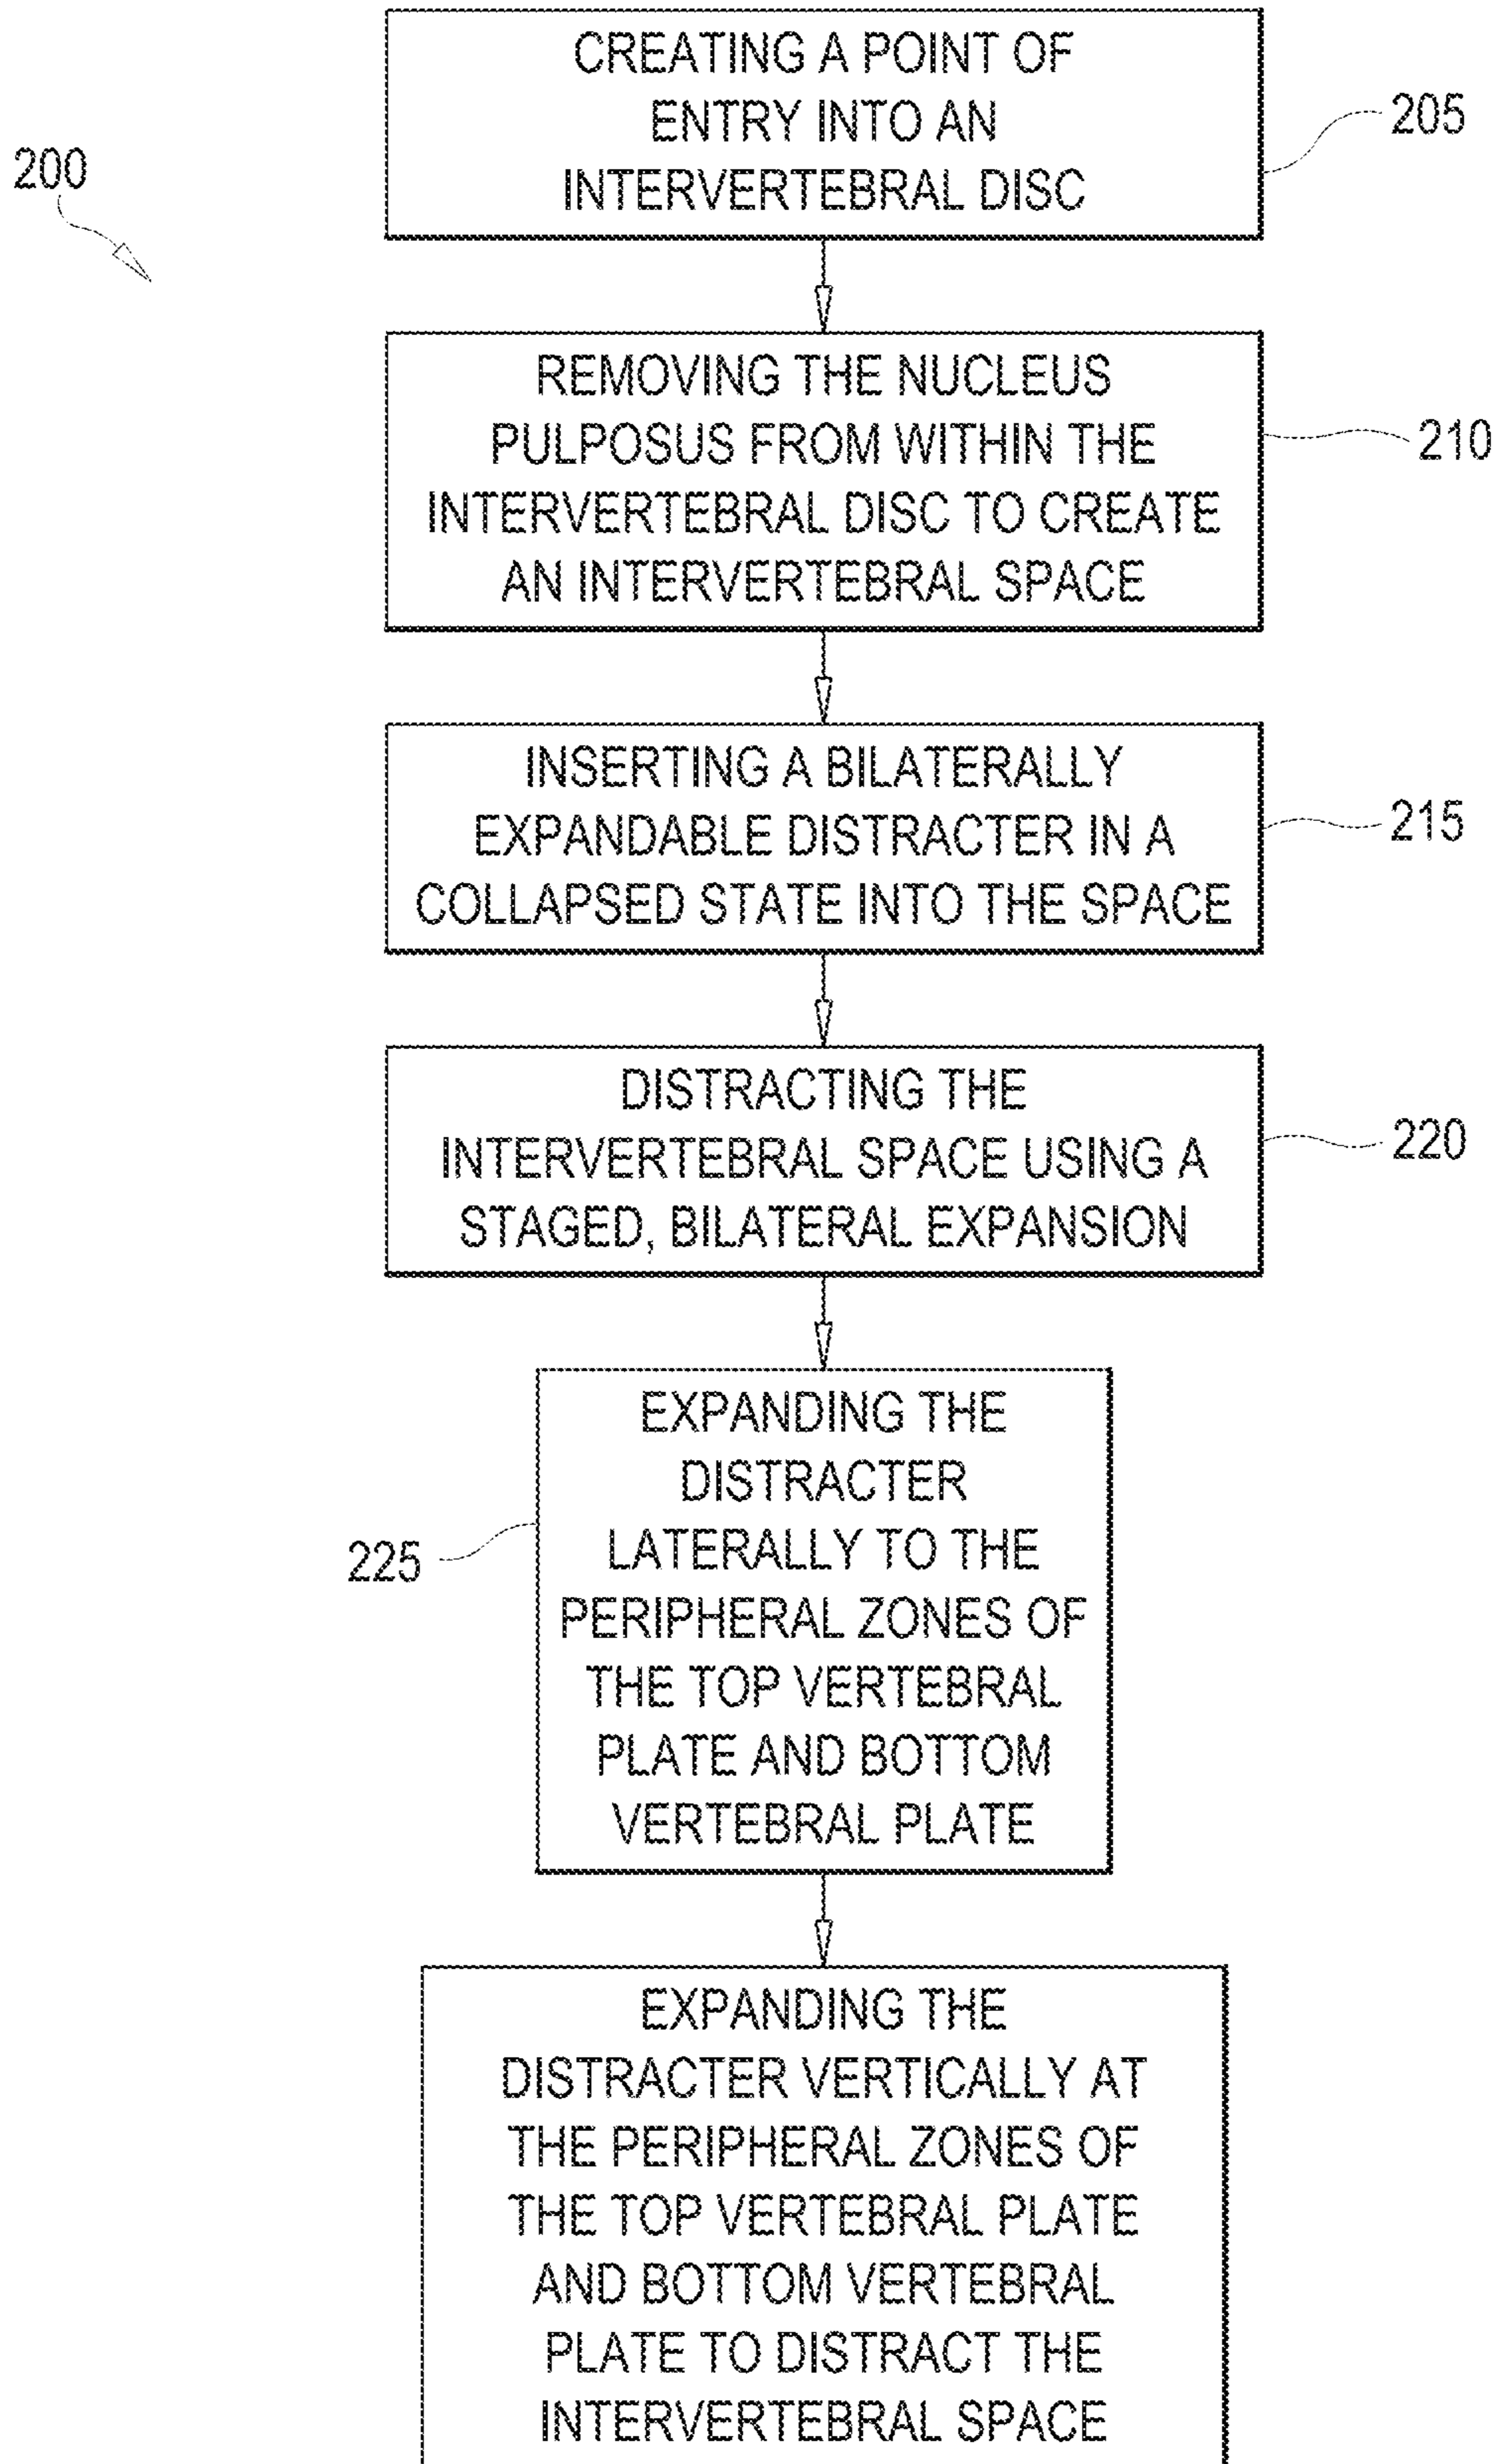 200
CREATING A POINT OF
ENTRY INTO AN
INTERVERTEBRAL DISC
205
REMOVING THE NUCLEUS
PULPOSUS FROM WITHIN THE
INTERVERTEBRAL DISC TO CREATE
AN INTERVERTEBRAL SPACE
210
INSERTING A BILATERALLY
EXPANDABLE DISTRACTER IN A
COLLAPSED STATE INTO THE SPACE
215
DISTRACTING THE
INTERVERTEBRAL SPACE USING A
STAGED, BILATERAL EXPANSION
220
EXPANDING THE
DISTRACTER
LATERALLY TO THE
PERIPHERAL ZONES OF
THE TOP VERTEBRAL
PLATE AND BOTTOM
VERTEBRAL PLATE
225
EXPANDING THE
DISTRACTER VERTICALLY AT
THE PERIPHERAL ZONES OF
THE TOP VERTEBRAL PLATE
AND BOTTOM VERTEBRAL
PLATE TO DISTRACT THE
INTERVERTEBRAL SPACE